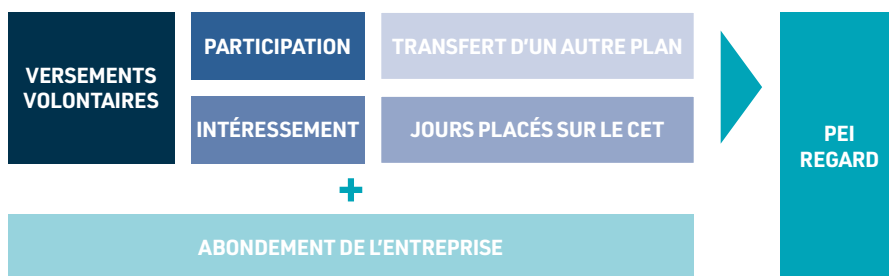 VERSEMENTS
VOLONTAIRES
PARTICIPATION
TRANSFERT D'UN AUTRE PLAN
INTÉRESSEMENT
JOURS PLACÉS SUR LE CET
+
ABONDEMENT DE L'ENTREPRISE
PEI
REGARD